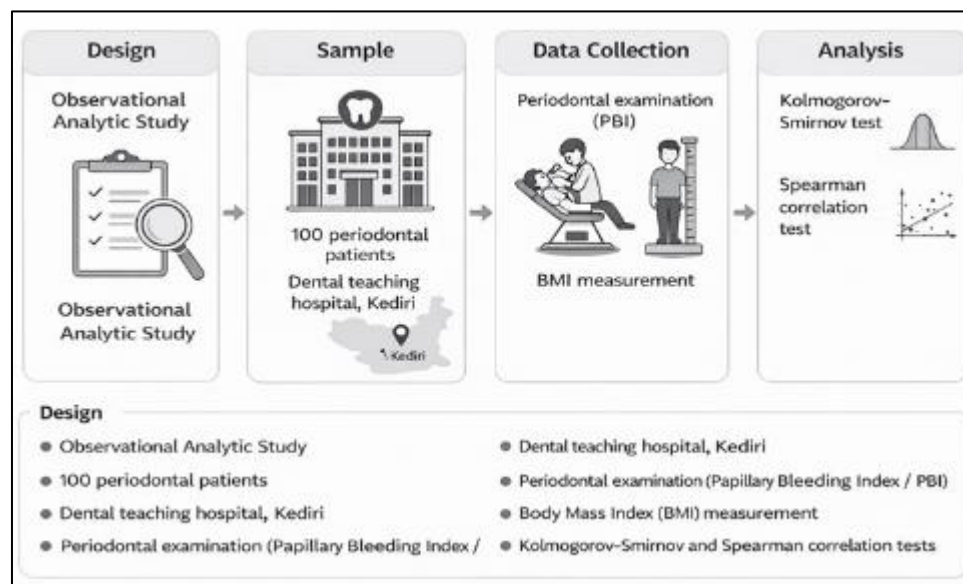 Design
Observational
Analytic Study
Observational
Analytic Study
Sample
100 periodontal
patients
Dental teaching
hospital, Kediri
Kediri
Data Collection
Periodontal examination
(PBI)
BMI measurement
Analysis
Kolmogorov-
Smirnov test
Spearman
correlation
test
Design
Observational Analytic Study
100 periodontal patients
Dental teaching hospital, Kediri
Periodontal examination (Papillary Bleeding Index /
Dental teaching hospital, Kediri
Periodontal examination (Papillary Bleeding Index / PBI)
Body Mass Index (BMI) measurement
Kolmogorov-Smirnov and Spearman correlation tests